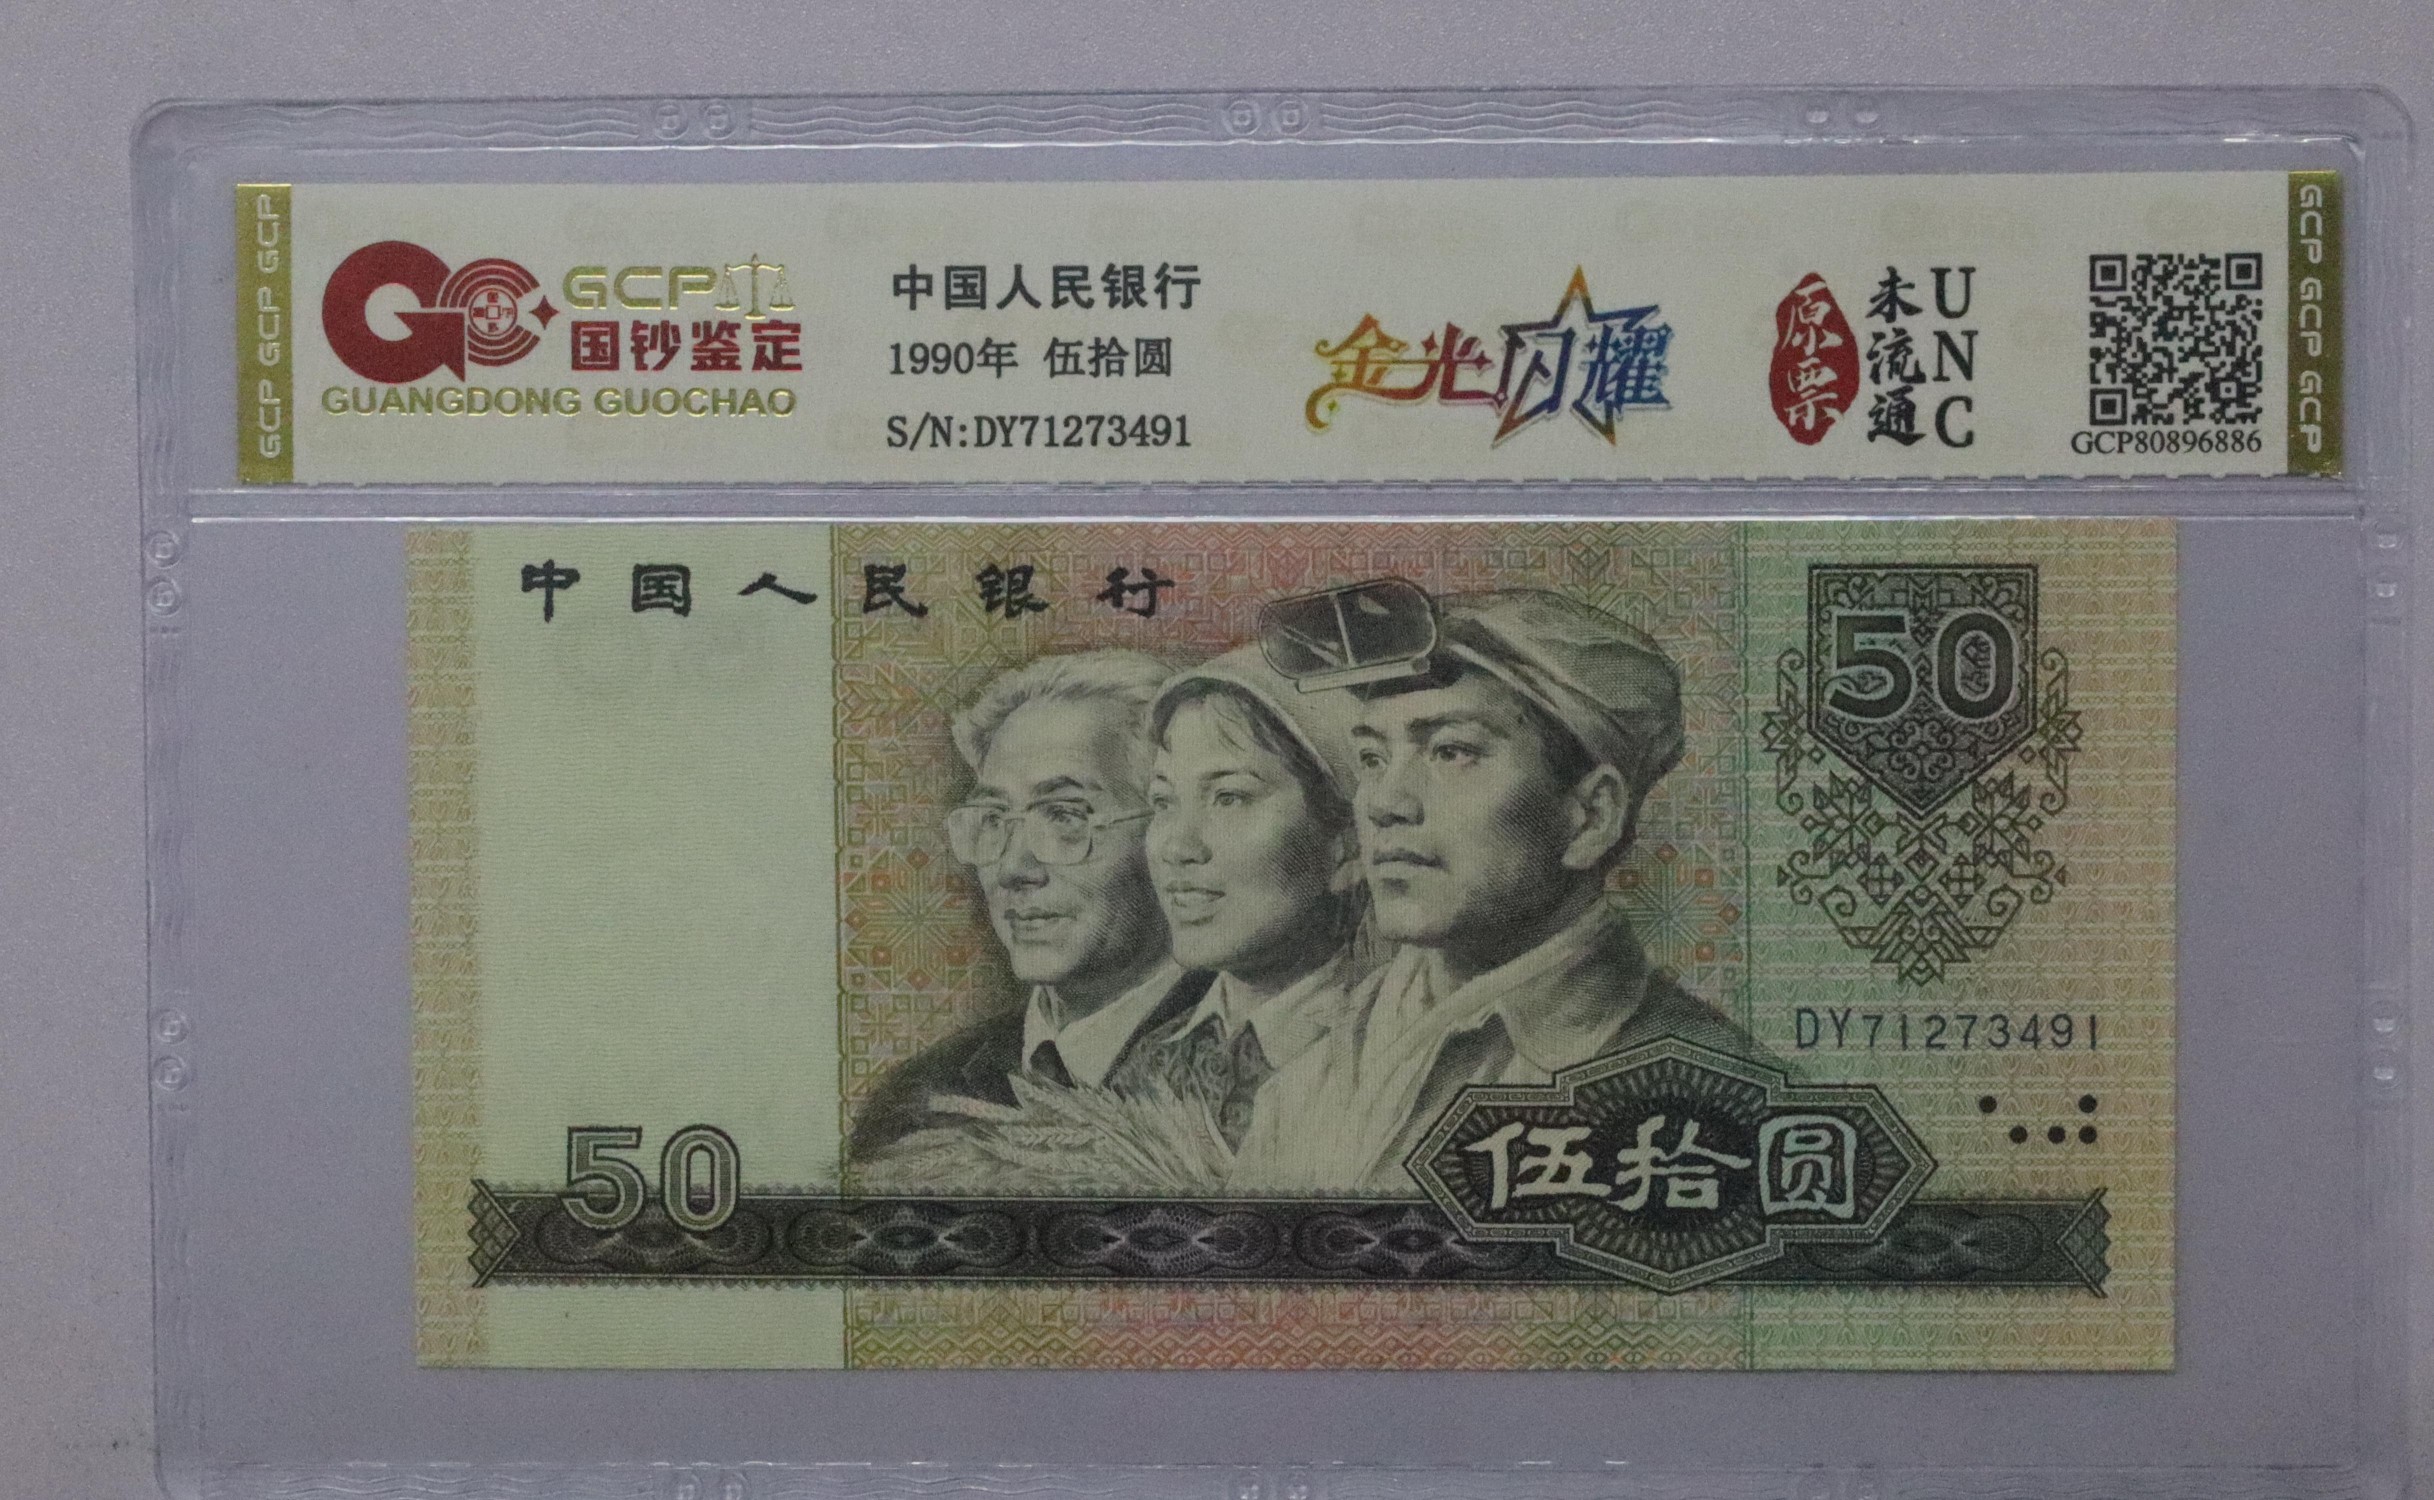 GCP GCP GCP
GCP
国钞鉴定
GUANGDONG GUOCHAO
中国人民银行
1990年 伍拾圆
S/N:DY71273491
金光闪耀
原票
未流通
UNC
GCP80896886
GCP GCP GCP
中国人民银行
50
DY71273491
50
伍拾圆